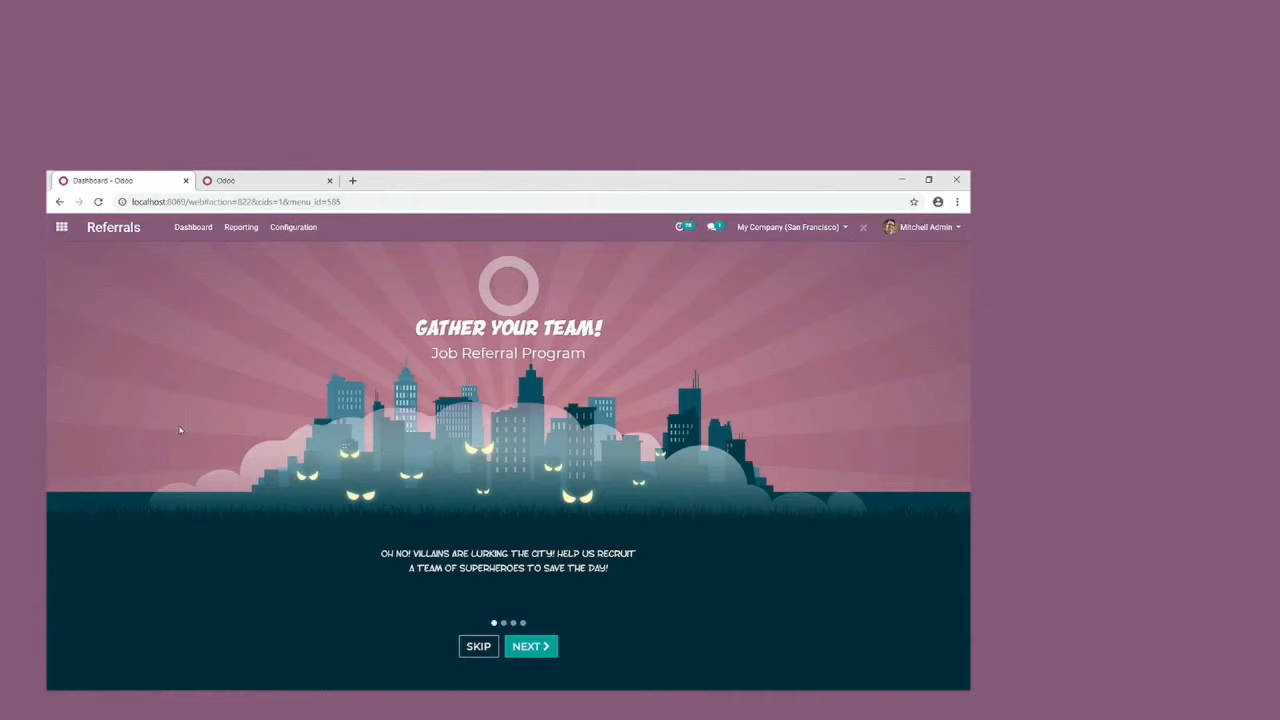 Dashboard - Odoo
Odoo
localhost:8069/web#action=822&cids=1&menu_id=585
Referrals Dashboard Reporting Configuration 78 1 My Company (San Francisco) Mitchell Admin
GATHER YOUR TEAM!
Job Referral Program
OH NO! VILLAINS ARE LURKING THE CITY! HELP US RECRUIT
A TEAM OF SUPERHEROES TO SAVE THE DAY!
SKIP NEXT